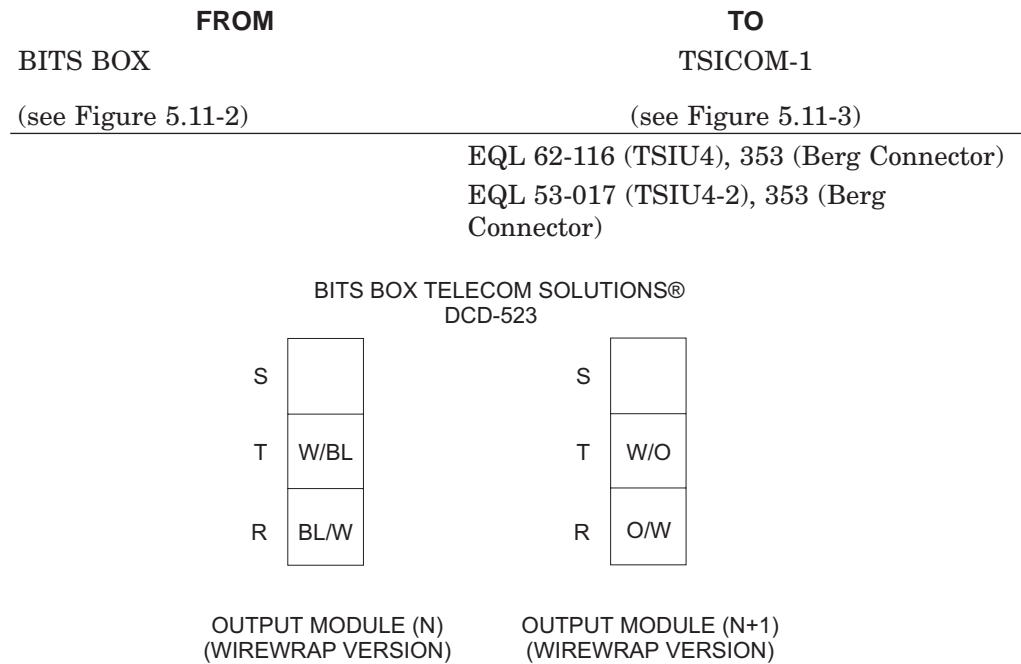 FROM TO
BITS BOX TSICOM-1
(see Figure 5.11-2) (see Figure 5.11-3)
EQL 62-116 (TSIU4), 353 (Berg Connector)
EQL 53-017 (TSIU4-2), 353 (Berg
Connector)
BITS BOX TELECOM SOLUTIONS®
DCD-523
S S
T W/BL T W/O
R BL/W R O/W
OUTPUT MODULE (N) OUTPUT MODULE (N+1)
(WIREWRAP VERSION) (WIREWRAP VERSION)